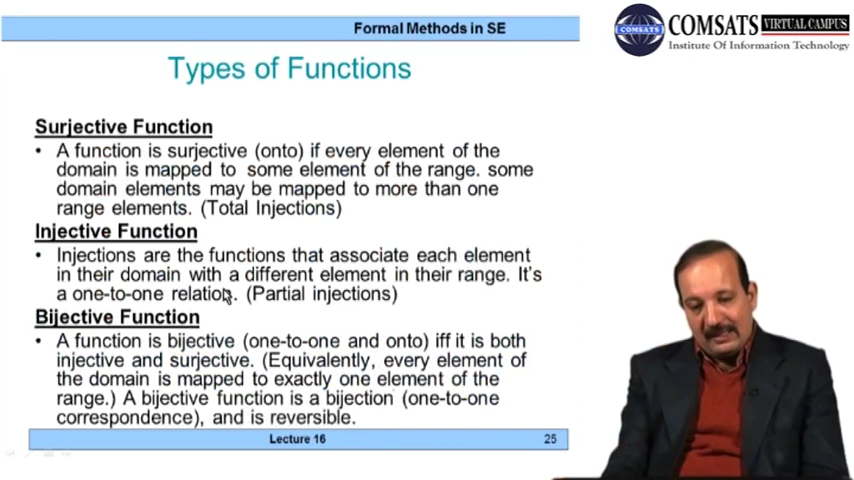 Formal Methods in SE
COMSATS
COMSATS VIRTUAL CAMPUS
Institute Of Information Technology
Types of Functions
Surjective Function
• A function is surjective (onto) if every element of the
domain is mapped to some element of the range. some
domain elements may be mapped to more than one
range elements. (Total Injections)
Injective Function
• Injections are the functions that associate each element
in their domain with a different element in their range. It's
a one-to-one relation. (Partial injections)
Bijective Function
• A function is bijective (one-to-one and onto) iff it is both
injective and surjective. (Equivalently, every element of
the domain is mapped to exactly one element of the
range.) A bijective function is a bijection (one-to-one
correspondence), and is reversible.
Lecture 16
25